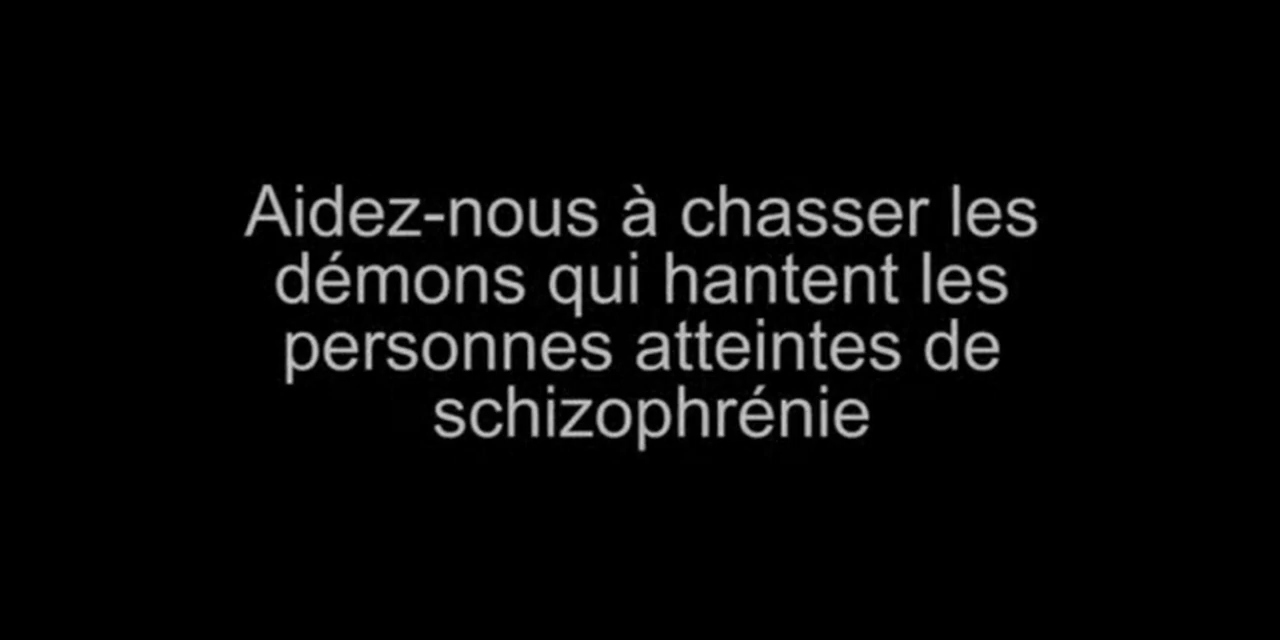 Aidez-nous à chasser les
démons qui hantent les
personnes atteintes de
schizophrénie